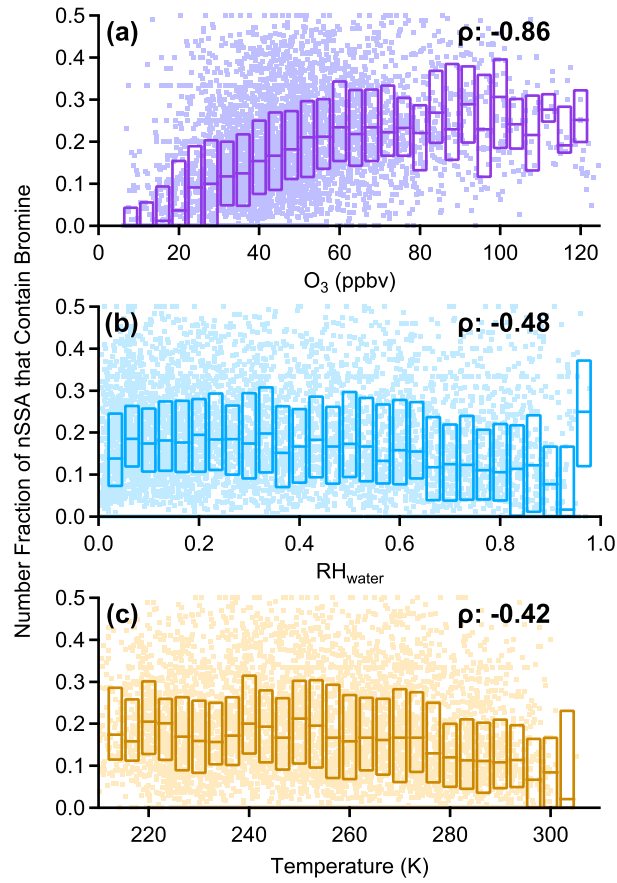 Number Fraction of nSSA that Contain Bromine
(a)
ρ: -0.86
0.5
0.4
0.3
0.2
0.1
0.0
0 20 40 60 80 100 120
O₃ (ppbv)
(b)
ρ: -0.48
0.5
0.4
0.3
0.2
0.1
0.0
0.0 0.2 0.4 0.6 0.8 1.0
RHwater
(c)
ρ: -0.42
0.5
0.4
0.3
0.2
0.1
0.0
220 240 260 280 300
Temperature (K)